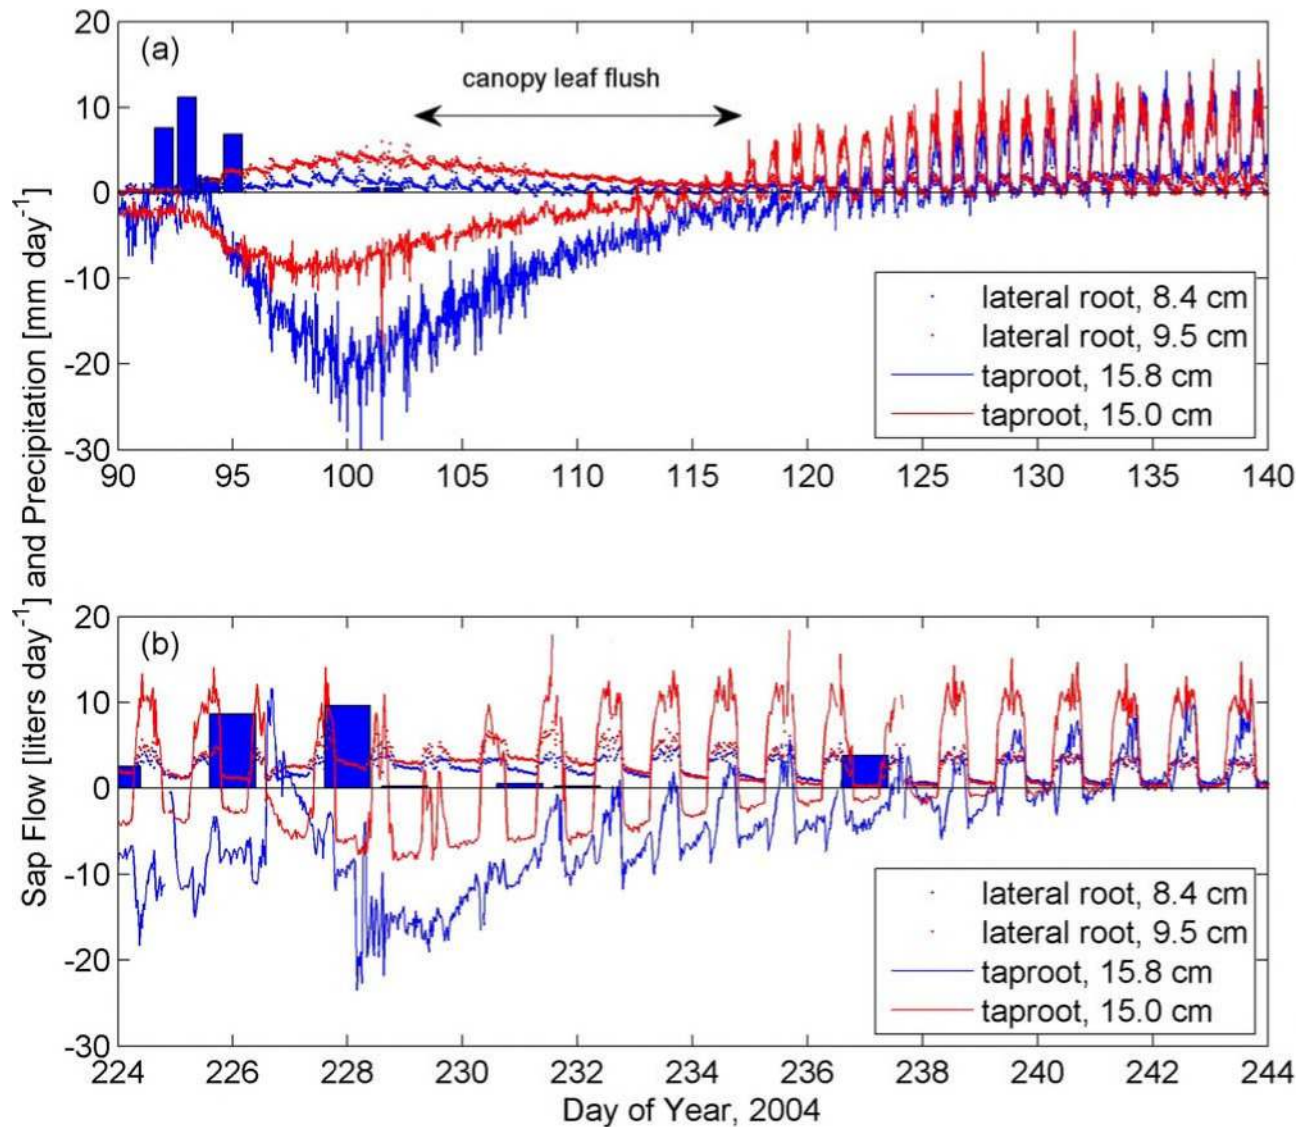 Sap Flow [liters day-1] and Precipitation [mm day-1]
20
(a)
canopy leaf flush
10
0
-10
lateral root, 8.4 cm
lateral root, 9.5 cm
-20
taproot, 15.8 cm
taproot, 15.0 cm
-30
90 95 100 105 110 115 120 125 130 135 140
20
(b)
10
0
-10
lateral root, 8.4 cm
lateral root, 9.5 cm
-20
taproot, 15.8 cm
taproot, 15.0 cm
-30
224 226 228 230 232 234 236 238 240 242 244
Day of Year, 2004